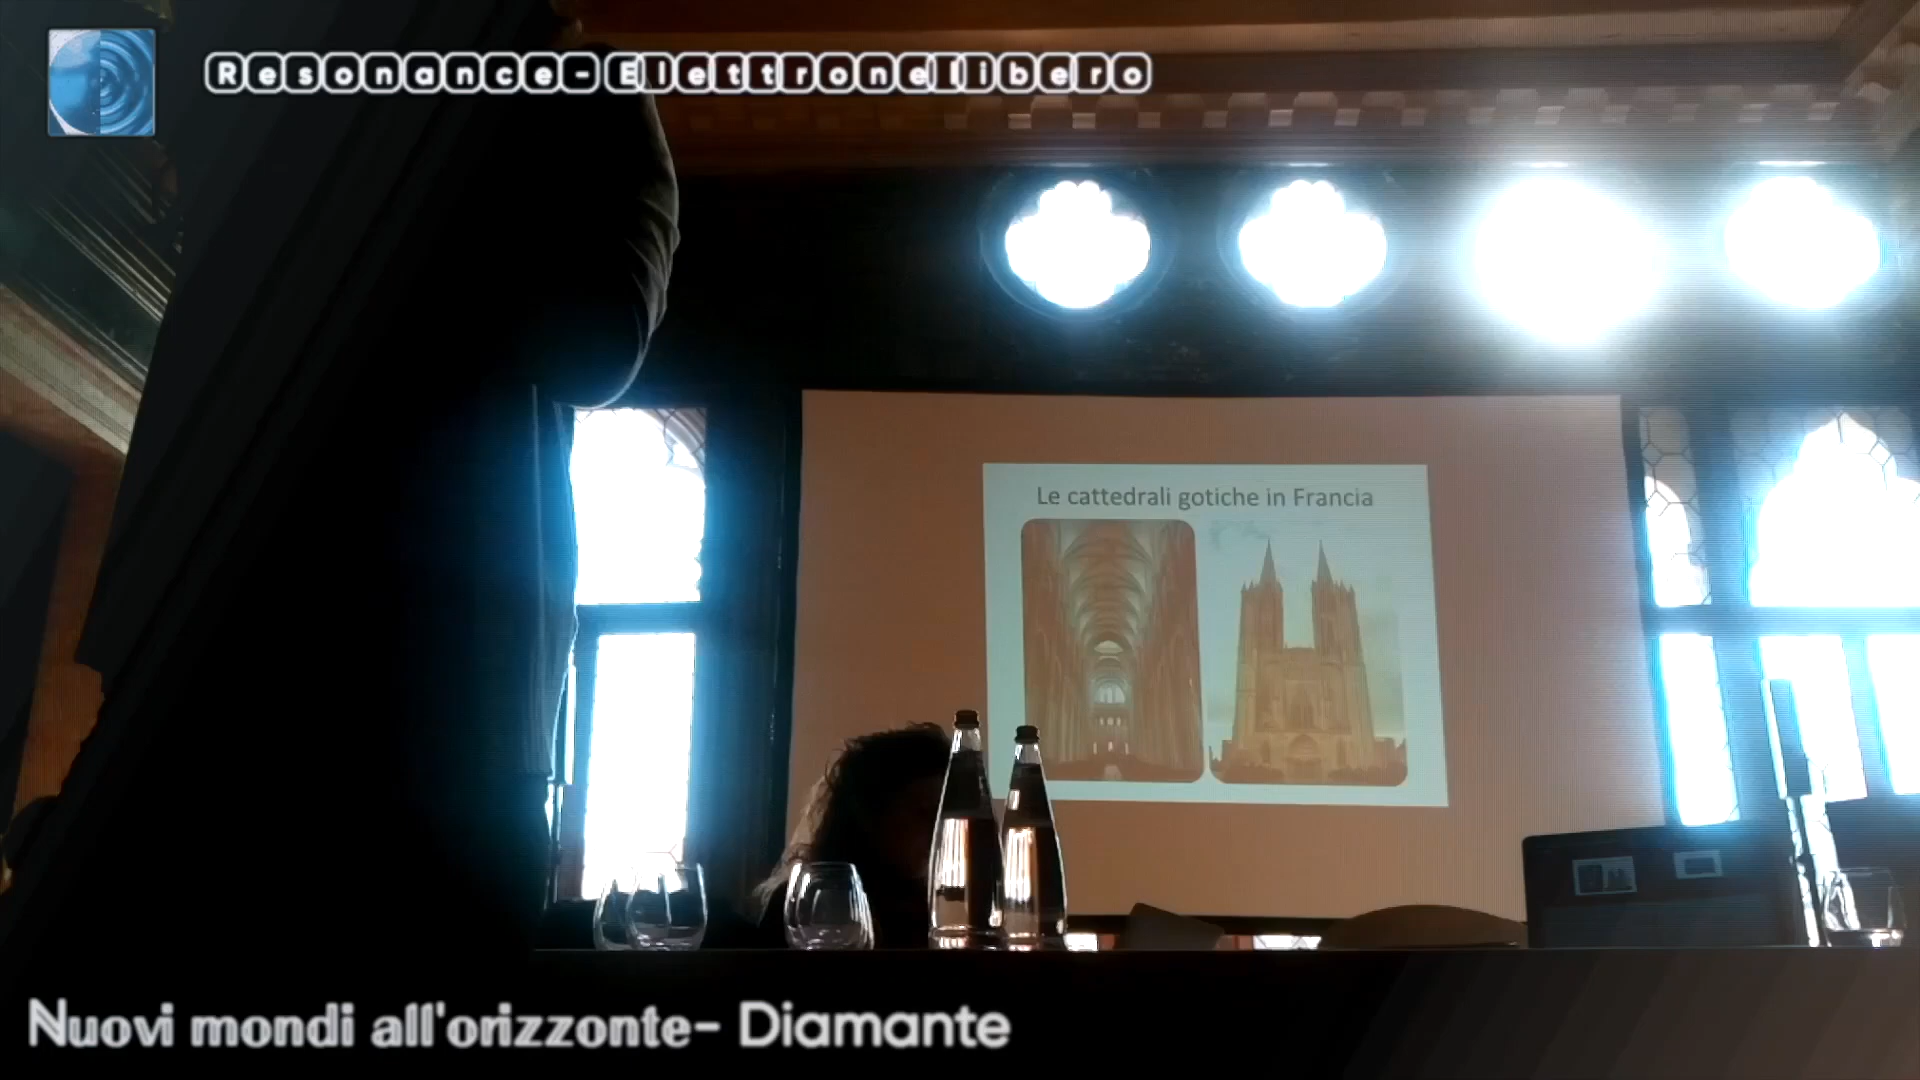 Resonance-Elettronelibero
Le cattedrali gotiche in Francia
Nuovi mondi all'orizzonte- Diamante